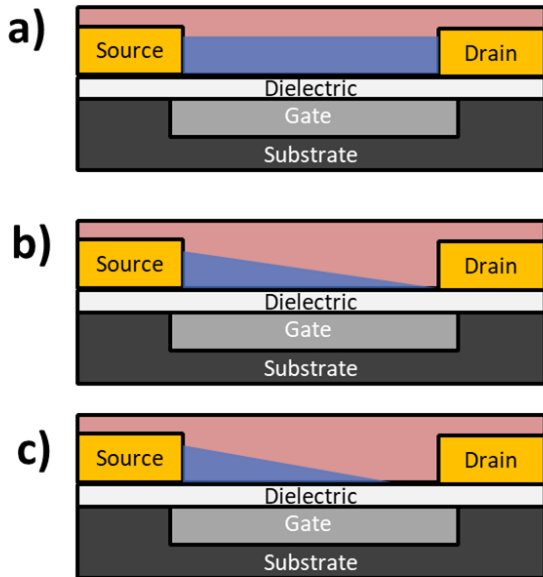 a)
Source
Drain
Dielectric
Gate
Substrate
b)
Source
Drain
Dielectric
Gate
Substrate
c)
Source
Drain
Dielectric
Gate
Substrate